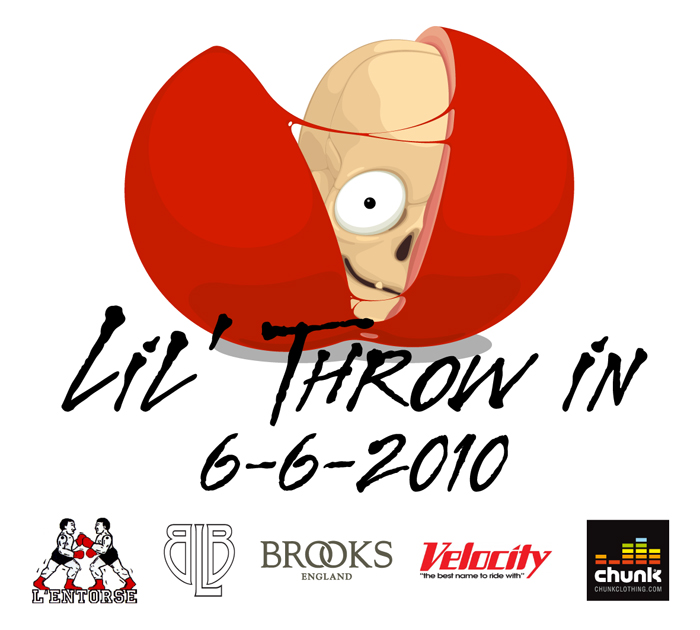 LiL' THROW iN
6-6-2010
L'ENTORSE
BLB
BROOKS
ENGLAND
Velocity
"the best name to ride with"
chunk
CHUNKCLOTHING.COM